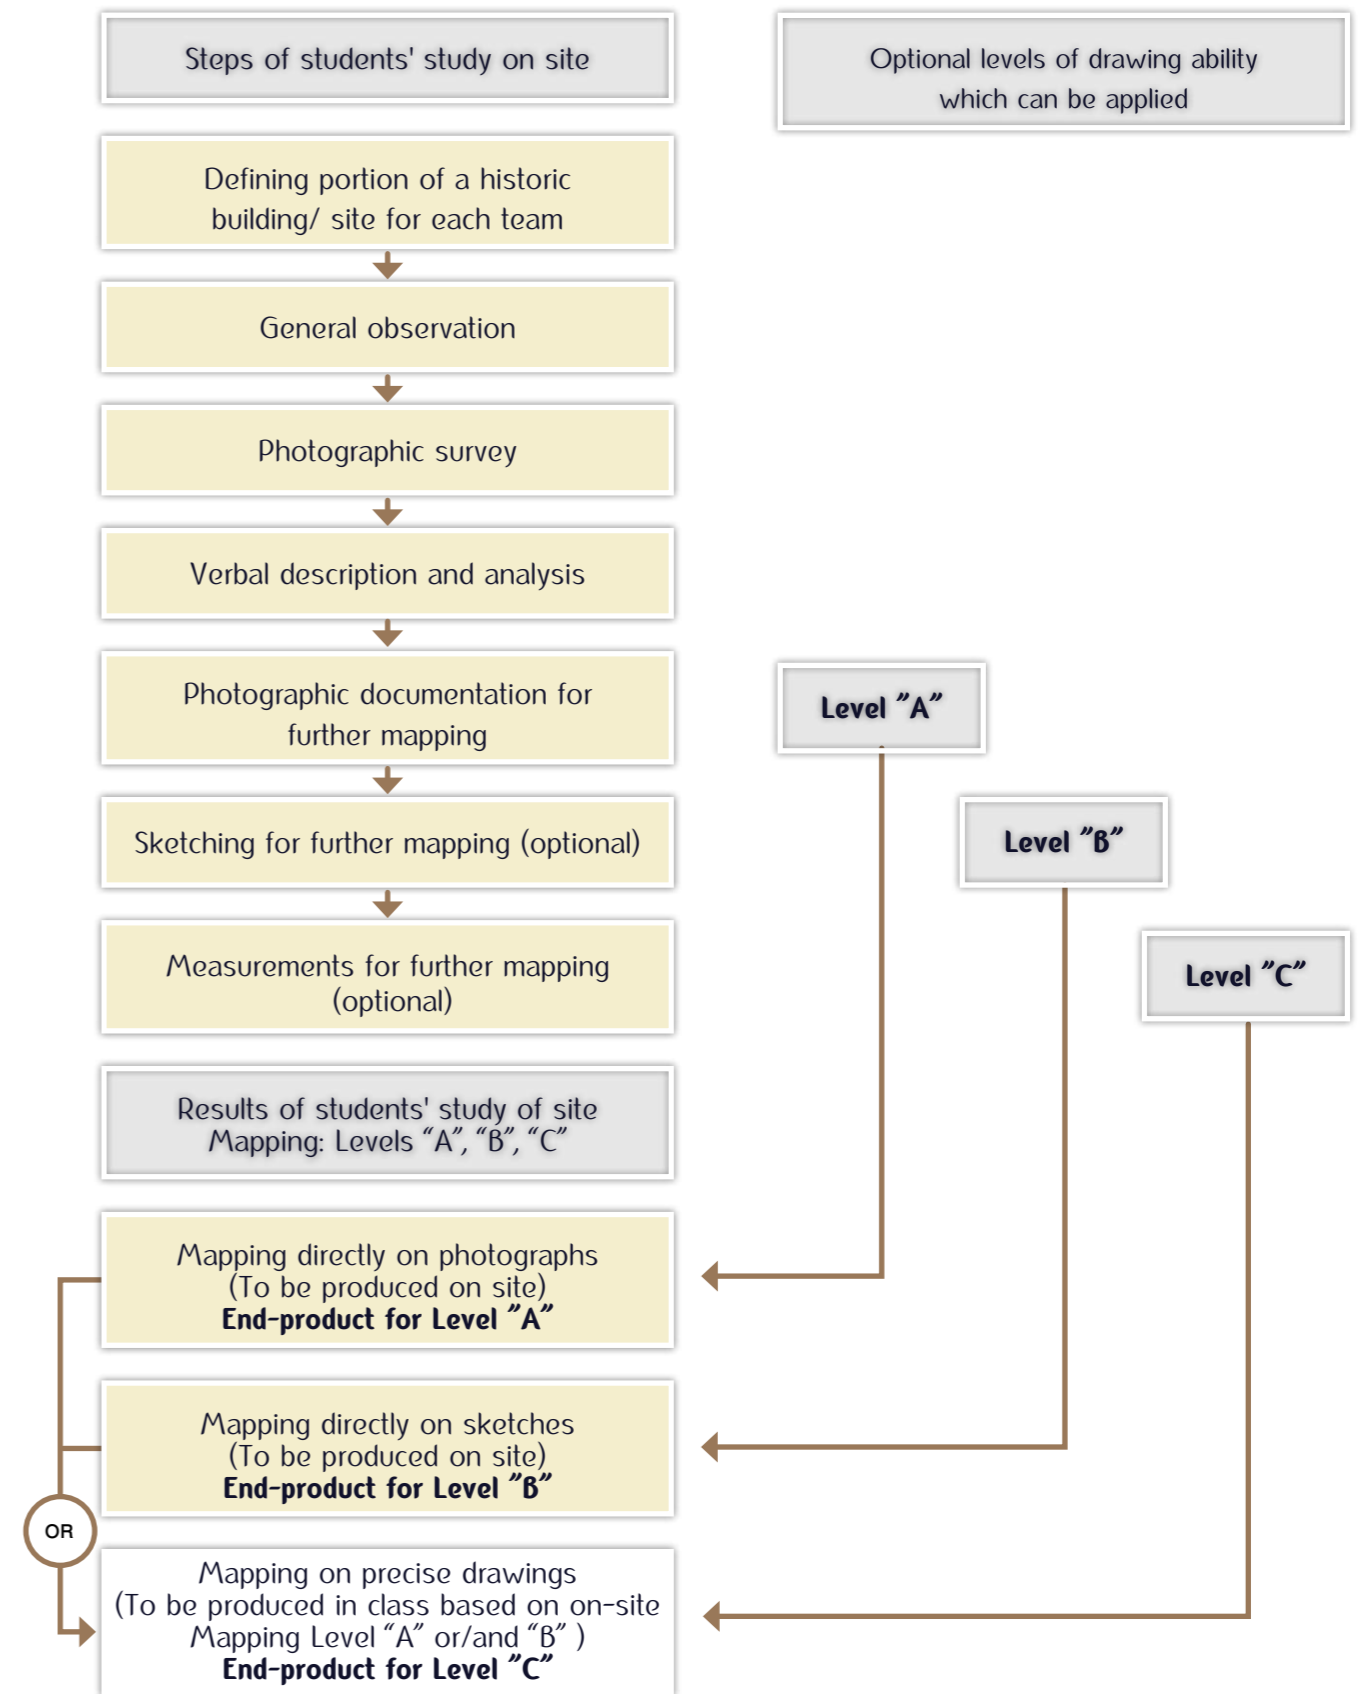 Steps of students' study on site
Optional levels of drawing ability
which can be applied
Defining portion of a historic
building/ site for each team
General observation
Photographic survey
Verbal description and analysis
Photographic documentation for
further mapping
Level "A"
Sketching for further mapping (optional)
Level "B"
Measurements for further mapping
(optional)
Level "C"
Results of students' study of site
Mapping: Levels “A”, “B”, “C”
Mapping directly on photographs
(To be produced on site)
End-product for Level "A"
Mapping directly on sketches
(To be produced on site)
End-product for Level "B"
OR
Mapping on precise drawings
(To be produced in class based on on-site
Mapping Level “A” or/and “B” )
End-product for Level "C"